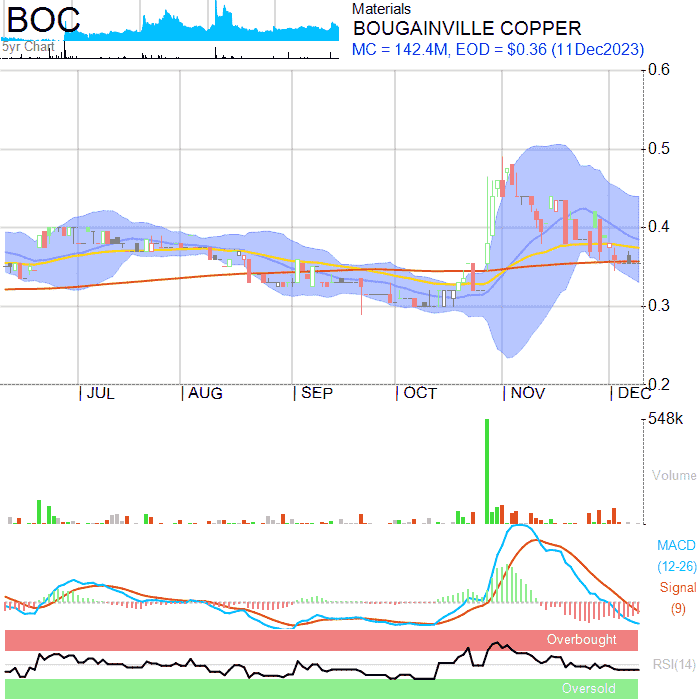 BOC
5yr Chart
Materials
BOUGAINVILLE COPPER
MC = 142.4M, EOD = $0.36 (11Dec2023)
0.6
0.5
0.4
0.3
0.2
JUL AUG SEP OCT NOV DEC
548k
Volume
MACD
(12-26)
Signal
(9)
Overbought
RSI(14)
Oversold